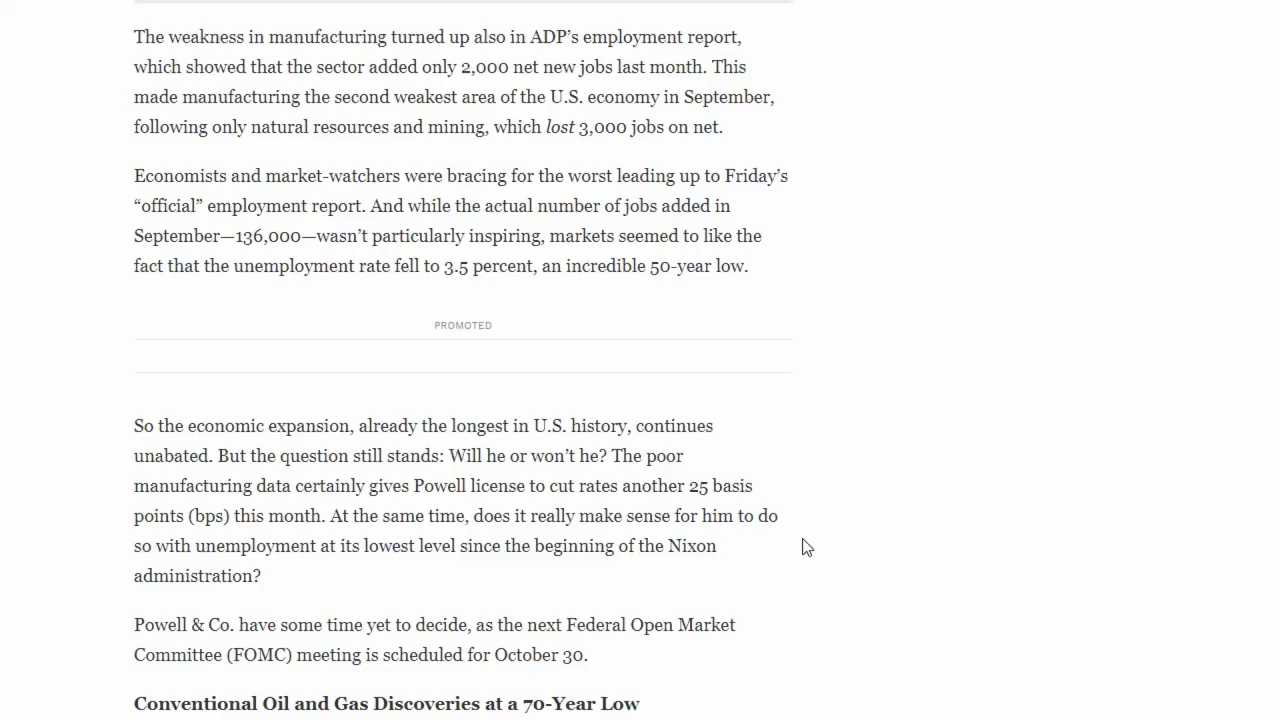 The weakness in manufacturing turned up also in ADP’s employment report,
which showed that the sector added only 2,000 net new jobs last month. This
made manufacturing the second weakest area of the U.S. economy in September,
following only natural resources and mining, which lost 3,000 jobs on net.
Economists and market-watchers were bracing for the worst leading up to Friday’s
“official” employment report. And while the actual number of jobs added in
September—136,000—wasn’t particularly inspiring, markets seemed to like the
fact that the unemployment rate fell to 3.5 percent, an incredible 50-year low.
PROMOTED
So the economic expansion, already the longest in U.S. history, continues
unabated. But the question still stands: Will he or won’t he? The poor
manufacturing data certainly gives Powell license to cut rates another 25 basis
points (bps) this month. At the same time, does it really make sense for him to do
so with unemployment at its lowest level since the beginning of the Nixon
administration?
Powell & Co. have some time yet to decide, as the next Federal Open Market
Committee (FOMC) meeting is scheduled for October 30.
Conventional Oil and Gas Discoveries at a 70-Year Low